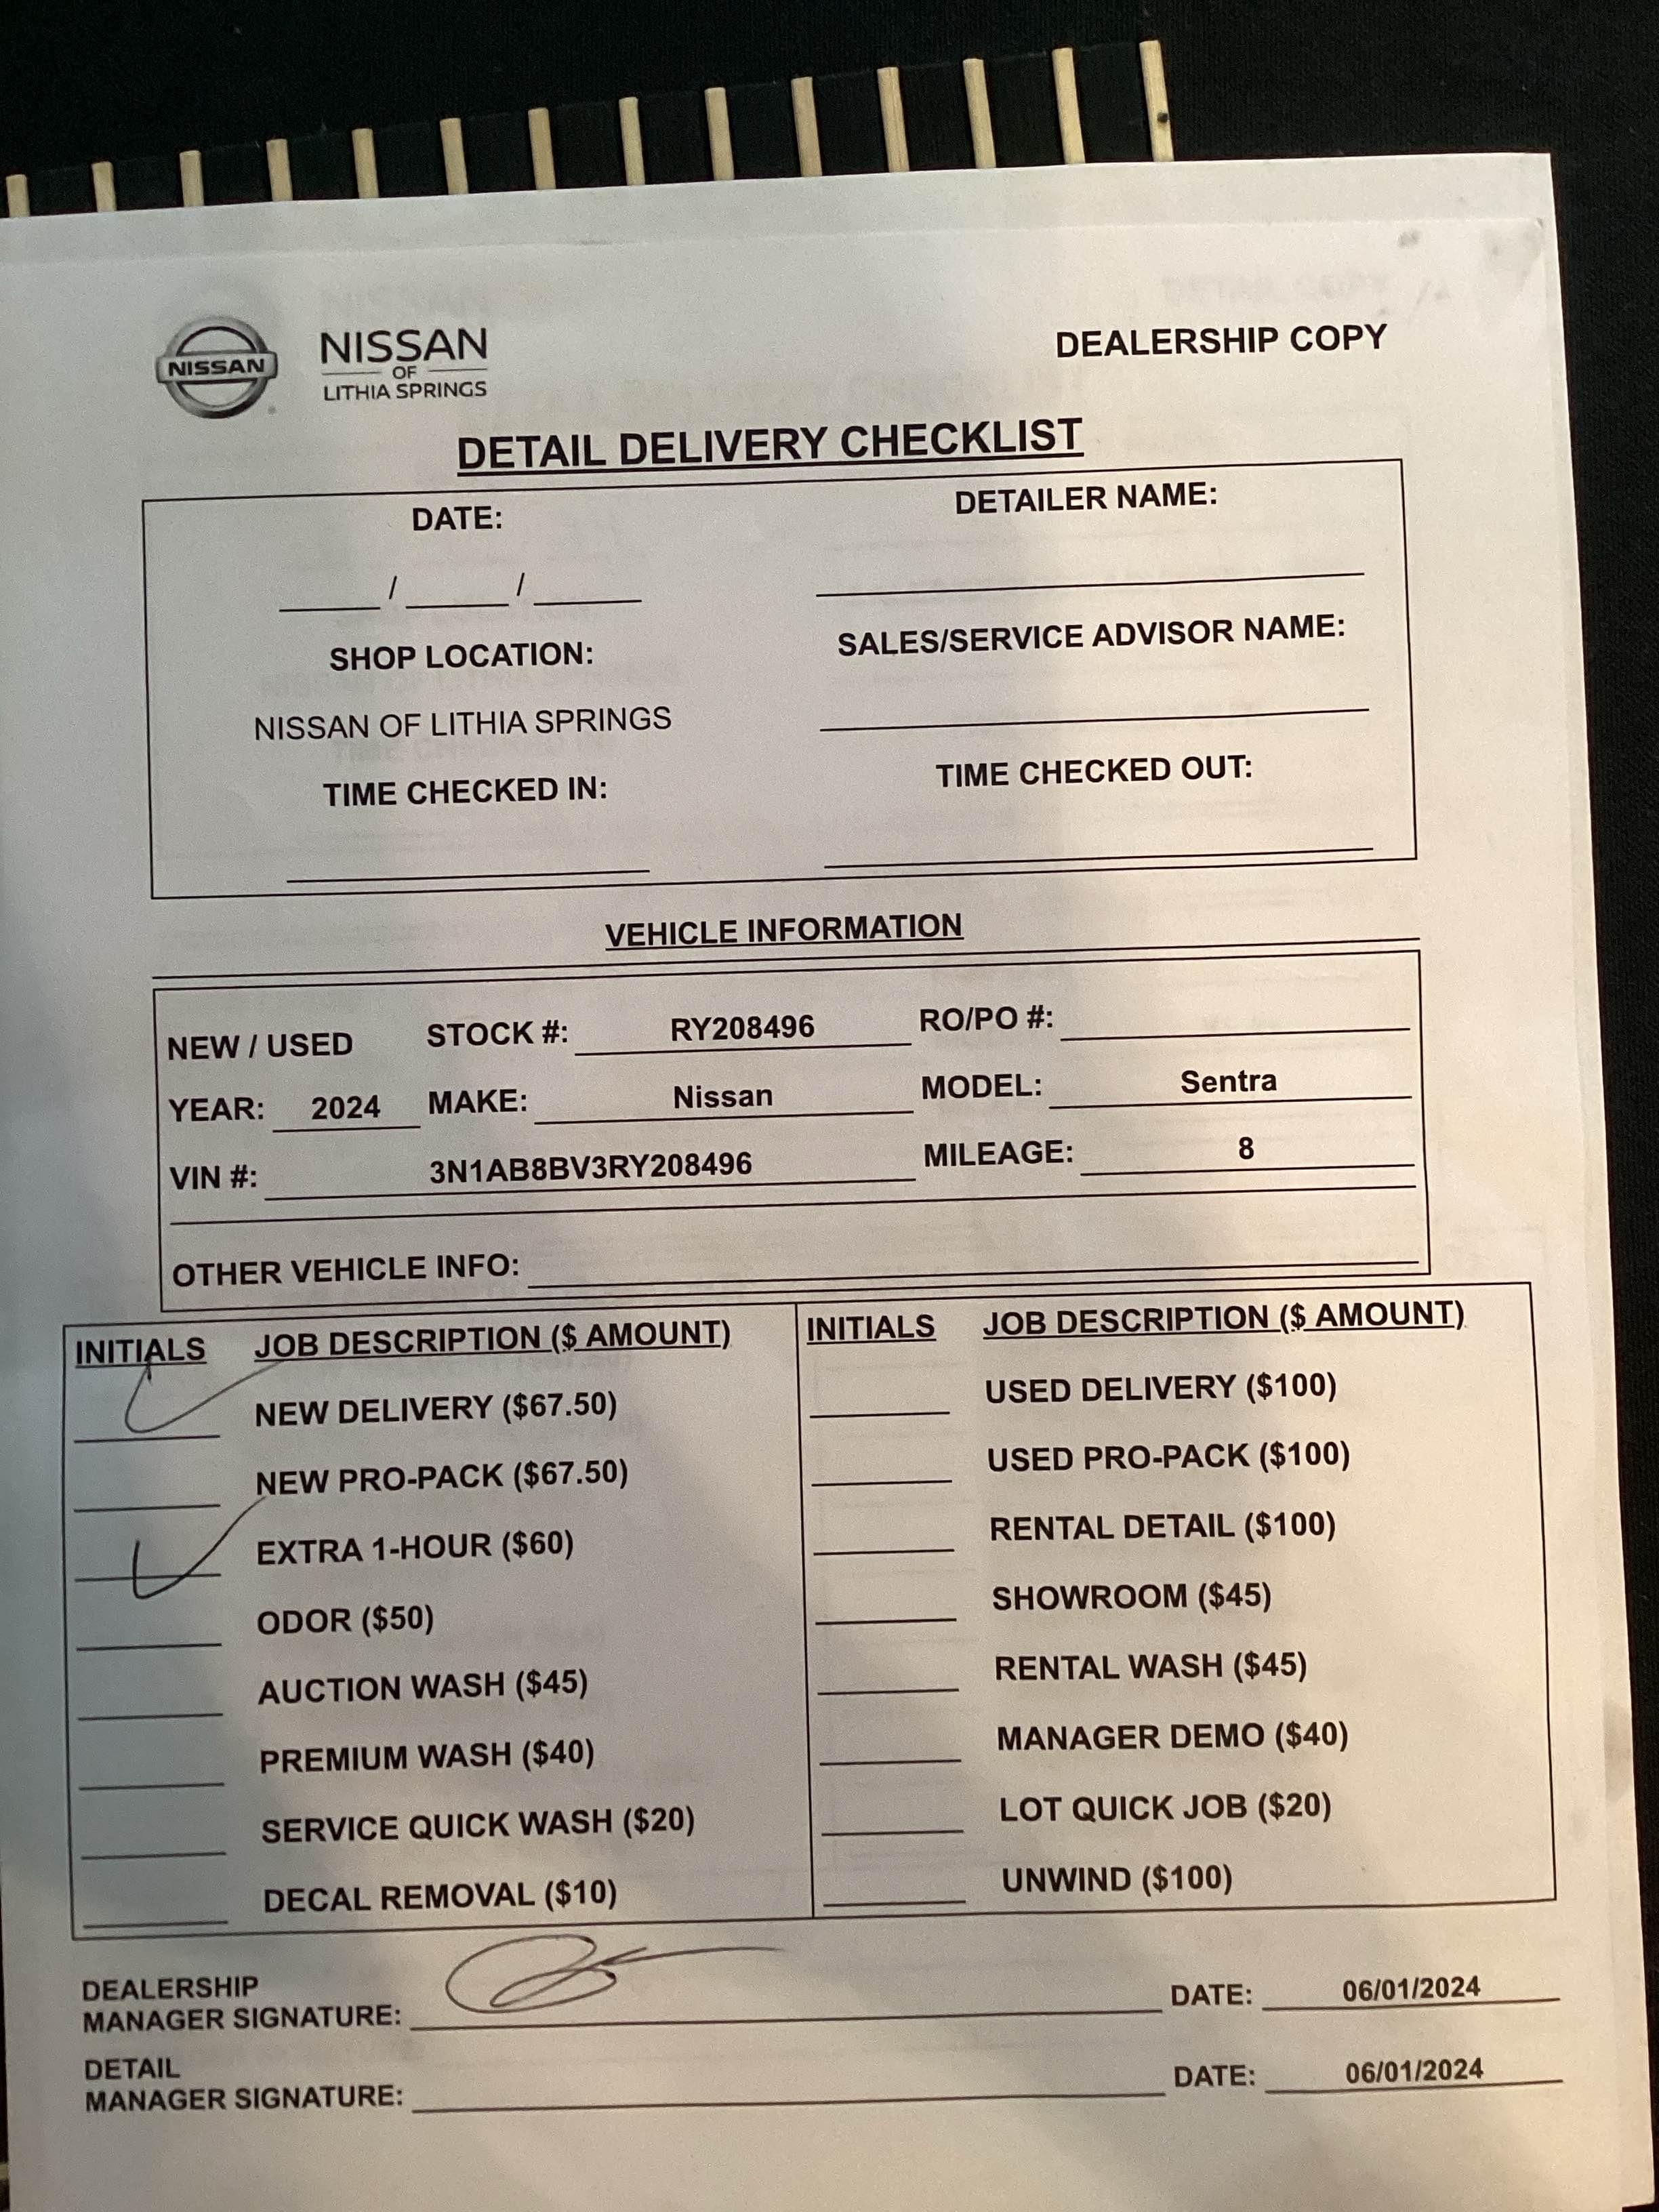 NISSAN
NISSAN
OF
LITHIA SPRINGS
DEALERSHIP COPY
DETAIL DELIVERY CHECKLIST
DATE:
DETAILER NAME:
/ /
SHOP LOCATION:
SALES/SERVICE ADVISOR NAME:
NISSAN OF LITHIA SPRINGS
TIME CHECKED IN:
TIME CHECKED OUT:
VEHICLE INFORMATION
NEW / USED STOCK #: RY208496 RO/PO #:
YEAR: 2024 MAKE: Nissan MODEL: Sentra
VIN #: 3N1AB8BV3RY208496 MILEAGE: 8
OTHER VEHICLE INFO:
INITIALS JOB DESCRIPTION ($ AMOUNT)
NEW DELIVERY ($67.50)
NEW PRO-PACK ($67.50)
EXTRA 1-HOUR ($60)
ODOR ($50)
AUCTION WASH ($45)
PREMIUM WASH ($40)
SERVICE QUICK WASH ($20)
DECAL REMOVAL ($10)
INITIALS JOB DESCRIPTION ($ AMOUNT)
USED DELIVERY ($100)
USED PRO-PACK ($100)
RENTAL DETAIL ($100)
SHOWROOM ($45)
RENTAL WASH ($45)
MANAGER DEMO ($40)
LOT QUICK JOB ($20)
UNWIND ($100)
DEALERSHIP
MANAGER SIGNATURE: DATE: 06/01/2024
DETAIL
MANAGER SIGNATURE: DATE: 06/01/2024